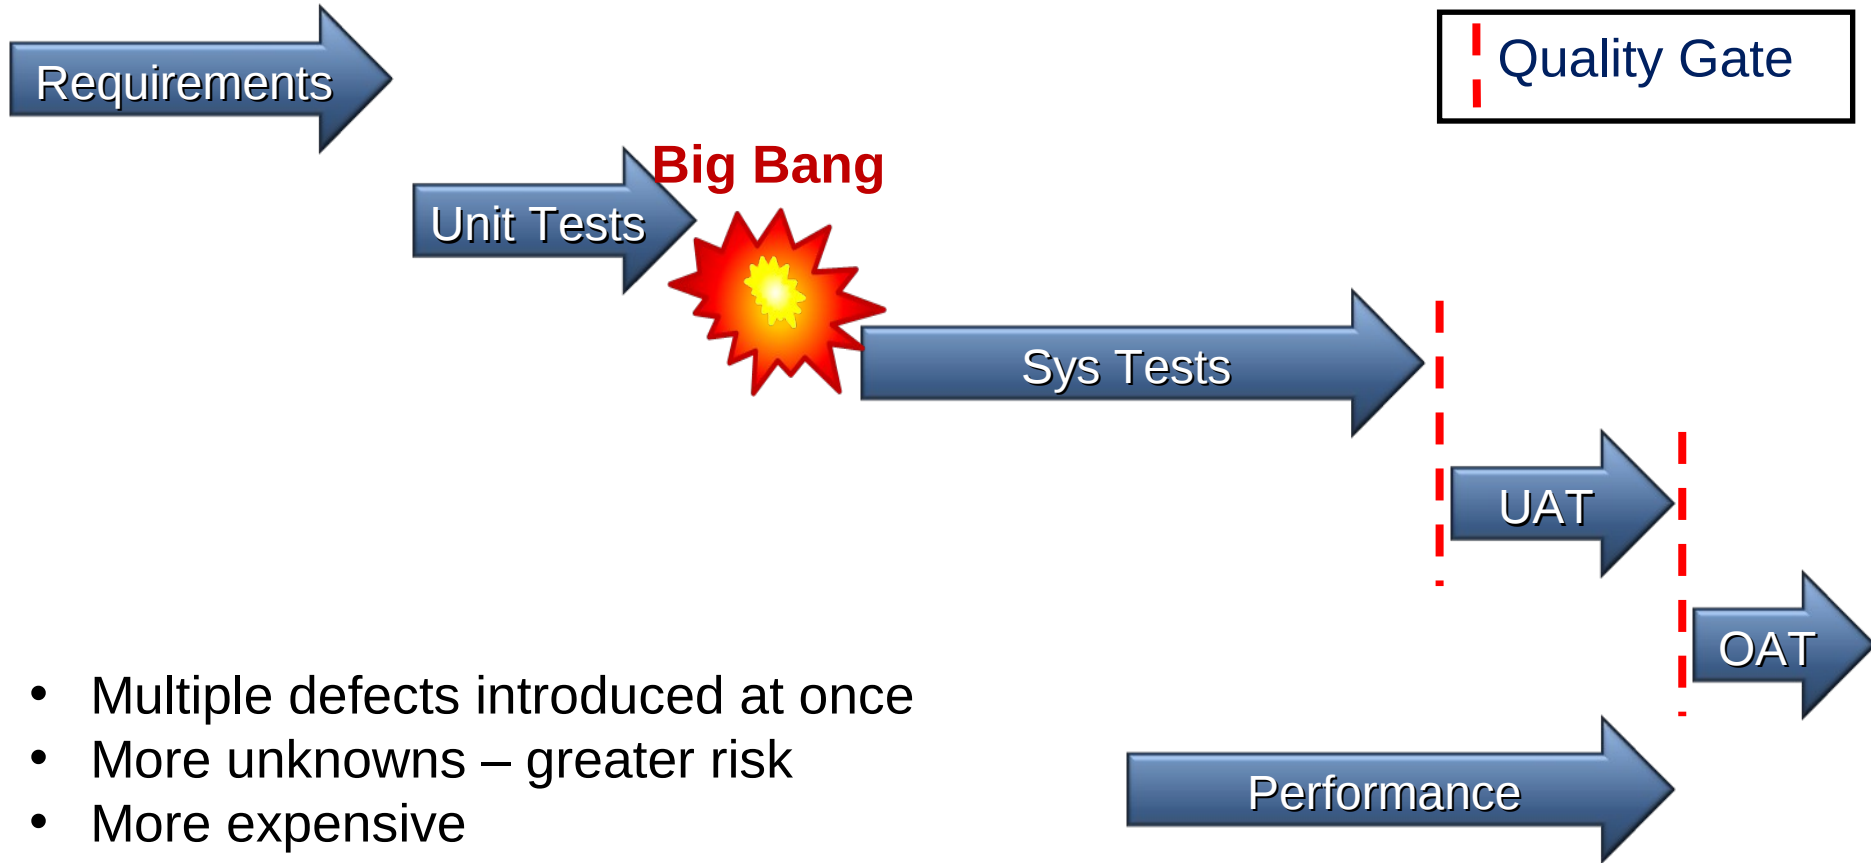 Requirements
Quality Gate
Big Bang
Unit Tests
Sys Tests
UAT
OAT
• Multiple defects introduced at once
• More unknowns – greater risk
• More expensive
Performance